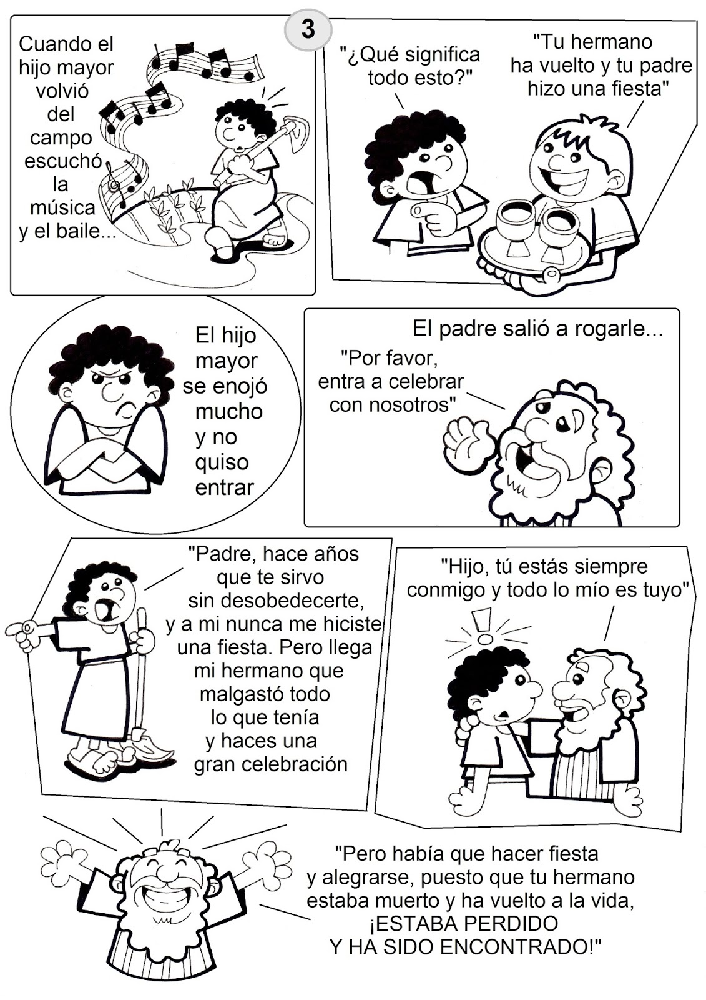 3
Cuando el
hijo mayor
volvió
del
campo
escuchó
la
música
y el baile...
"¿Qué significa
todo esto?"
"Tu hermano
ha vuelto y tu padre
hizo una fiesta"
El hijo
mayor
se enojó
mucho
y no
quiso
entrar
El padre salió a rogarle...
"Por favor,
entra a celebrar
con nosotros"
"Padre, hace años
que te sirvo
sin desobedecerte,
y a mi nunca me hiciste
una fiesta. Pero llega
mi hermano que
malgastó todo
lo que tenía
y haces una
gran celebración
"Hijo, tú estás siempre
conmigo y todo lo mío es tuyo"
!
"Pero había que hacer fiesta
y alegrarse, puesto que tu hermano
estaba muerto y ha vuelto a la vida,
¡ESTABA PERDIDO
Y HA SIDO ENCONTRADO!"